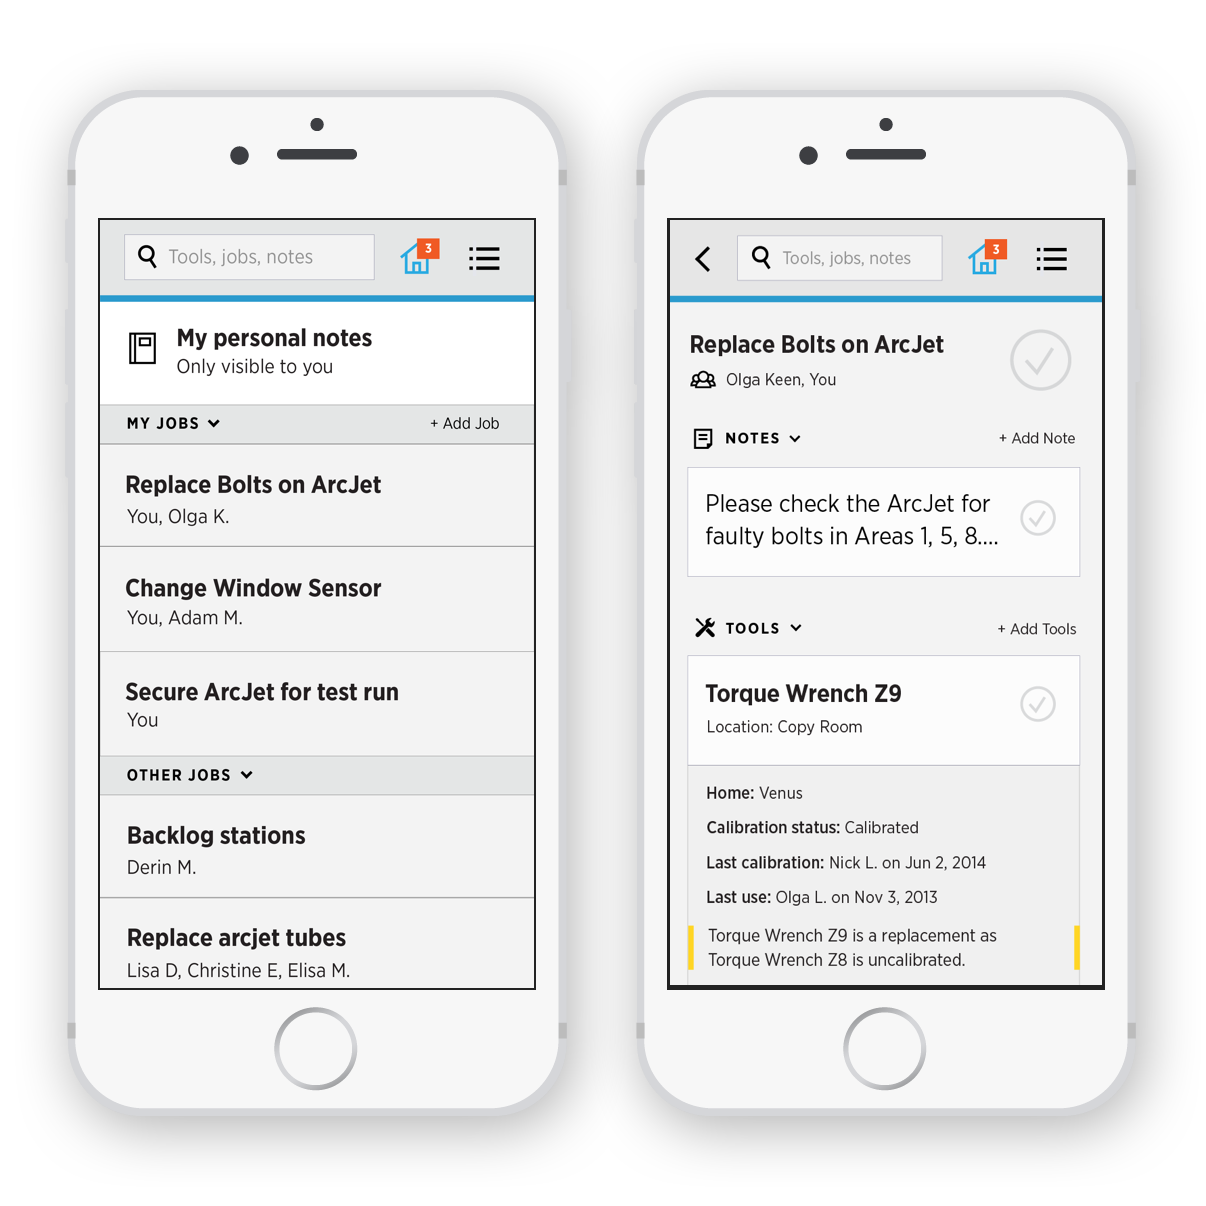 Tools, jobs, notes
3
My personal notes
Only visible to you
MY JOBS
+ Add Job
Replace Bolts on ArcJet
You, Olga K.
Change Window Sensor
You, Adam M.
Secure ArcJet for test run
You
OTHER JOBS
Backlog stations
Derin M.
Replace arcjet tubes
Lisa D, Christine E, Elisa M.
Tools, jobs, notes
3
Replace Bolts on ArcJet
Olga Keen, You
NOTES
+ Add Note
Please check the ArcJet for
faulty bolts in Areas 1, 5, 8....
TOOLS
+ Add Tools
Torque Wrench Z9
Location: Copy Room
Home: Venus
Calibration status: Calibrated
Last calibration: Nick L. on Jun 2, 2014
Last use: Olga L. on Nov 3, 2013
Torque Wrench Z9 is a replacement as
Torque Wrench Z8 is uncalibrated.